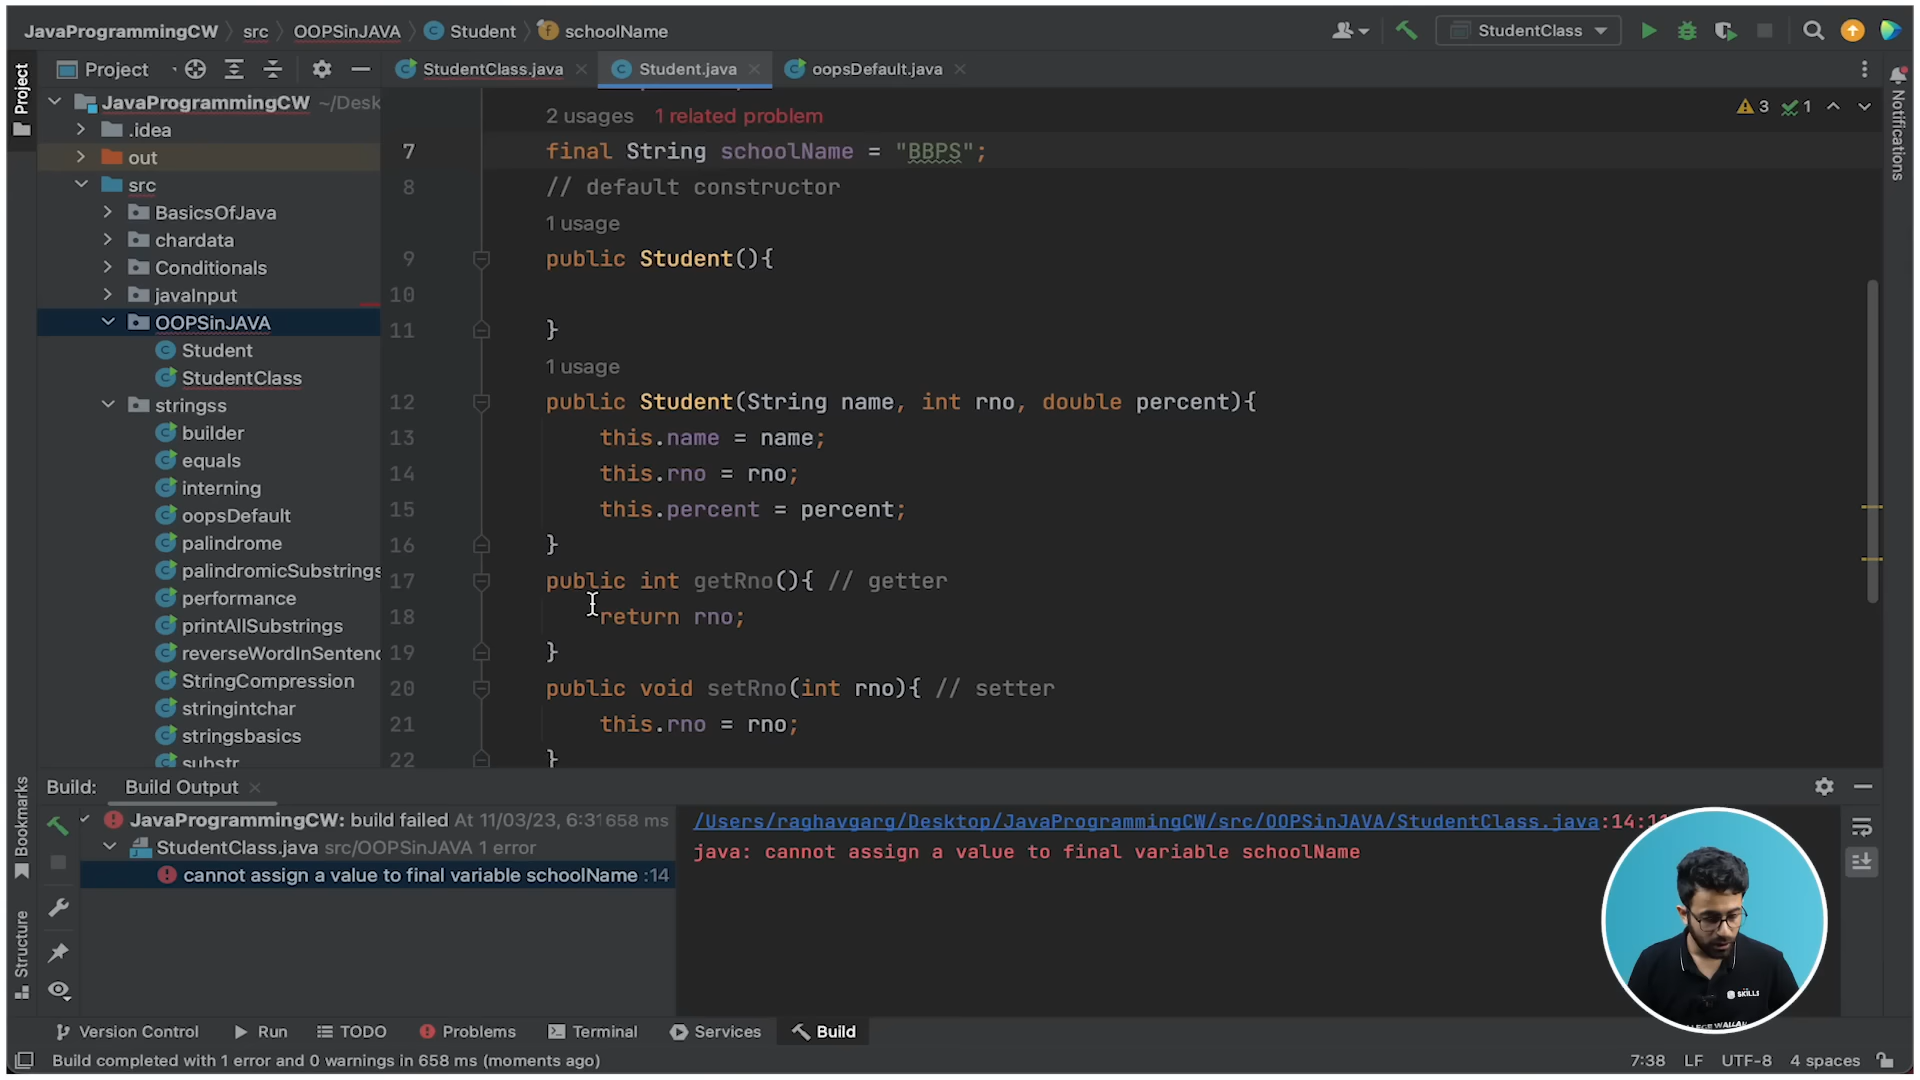 JavaProgrammingCW src OOPSinJAVA Student schoolName StudentClass
Project StudentClass.java Student.java oopsDefault.java
Project
Notifications
JavaProgrammingCW ~/Desk
.idea
out
src
BasicsOfJava
chardata
Conditionals
javaInput
OOPSinJAVA
Student
StudentClass
stringss
builder
equals
interning
oopsDefault
palindrome
palindromicSubstrings
performance
printAllSubstrings
reverseWordInSentenc
StringCompression
stringintchar
stringsbasics
substr
2 usages 1 related problem 3 1
7 final String schoolName = "BBPS";
8 // default constructor
1 usage
9 public Student(){
10
11 }
1 usage
12 public Student(String name, int rno, double percent){
13 this.name = name;
14 this.rno = rno;
15 this.percent = percent;
16 }
17 public int getRno(){ // getter
18 return rno;
19 }
20 public void setRno(int rno){ // setter
21 this.rno = rno;
22 }
Bookmarks
Structure
Build: Build Output
JavaProgrammingCW: build failed At 11/03/23, 6:31 658 ms
StudentClass.java src/OOPSinJAVA 1 error
cannot assign a value to final variable schoolName :14
/Users/raghavgarg/Desktop/JavaProgrammingCW/src/OOPSinJAVA/StudentClass.java:14:11
java: cannot assign a value to final variable schoolName
SKILLS
Version Control Run TODO Problems Terminal Services Build
Build completed with 1 error and 0 warnings in 658 ms (moments ago) 7:38 LF UTF-8 4 spaces